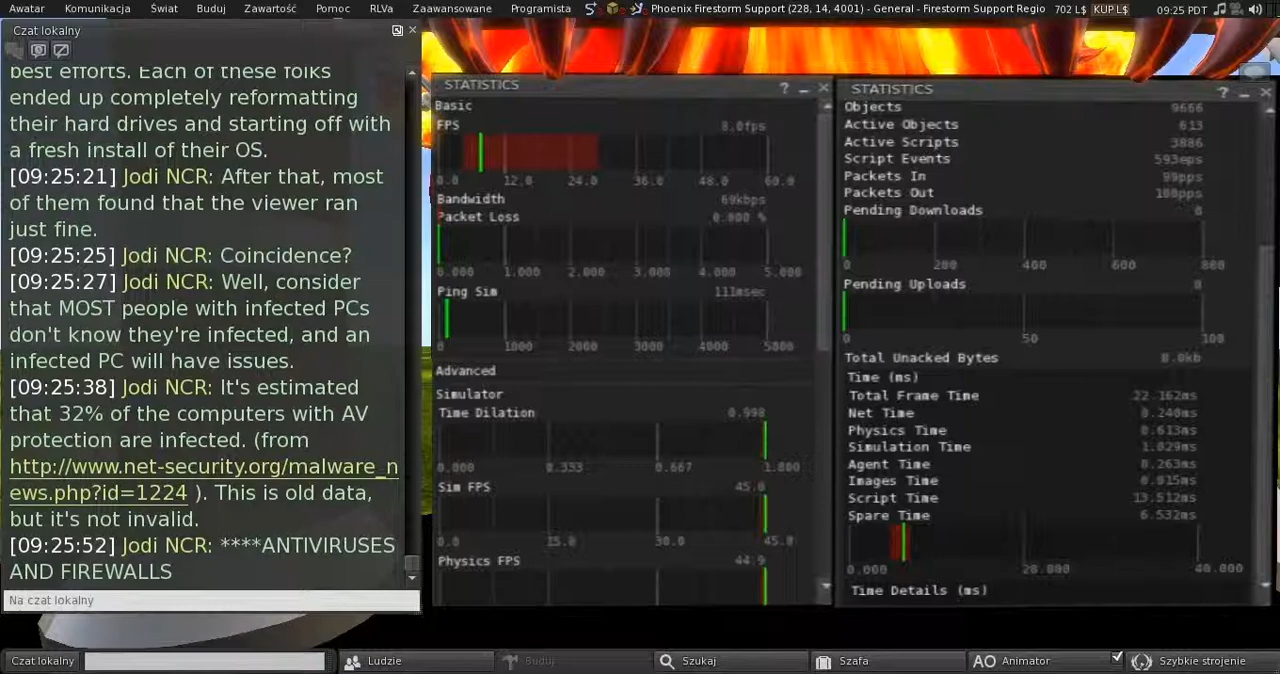 Awatar Komunikacja Świat Buduj Zawartość Pomoc RLVa Zaawansowane Programista Phoenix Firestorm Support (228, 14, 4001) - General - Firestorm Support Regio 702 L$ KUP L$ 09:25 PDT
Czat lokalny
best efforts. Each of these folks
ended up completely reformatting
their hard drives and starting off with
a fresh install of their OS.
[09:25:21] Jodi NCR: After that, most
of them found that the viewer ran
just fine.
[09:25:25] Jodi NCR: Coincidence?
[09:25:27] Jodi NCR: Well, consider
that MOST people with infected PCs
don't know they're infected, and an
infected PC will have issues.
[09:25:38] Jodi NCR: It's estimated
that 32% of the computers with AV
protection are infected. (from
http://www.net-security.org/malware_n
ews.php?id=1224 ). This is old data,
but it's not invalid.
[09:25:52] Jodi NCR: ****ANTIVIRUSES
AND FIREWALLS
Na czat lokalny
STATISTICS ?
Basic
FPS 8.0fps
0.0 12.0 24.0 36.0 48.0 60.0
Bandwidth 69kbps
Packet Loss 0.000 %
0.000 1.000 2.000 3.000 4.000 5.000
Ping Sim 111msec
0 1000 2000 3000 4000 5000
Advanced
Simulator
Time Dilation 0.998
0.000 0.333 0.667 1.000
Sim FPS 45.0
0.0 15.0 30.0 45.0
Physics FPS 44.9
STATISTICS ?
Objects 9666
Active Objects 613
Active Scripts 3886
Script Events 593eps
Packets In 99pps
Packets Out 100pps
Pending Downloads 0
0 200 400 600 800
Pending Uploads 0
0 50 100
Total Unacked Bytes 0.0kb
Time (ms)
Total Frame Time 22.162ms
Net Time 0.240ms
Physics Time 0.613ms
Simulation Time 1.029ms
Agent Time 0.263ms
Images Time 0.015ms
Script Time 13.512ms
Spare Time 6.532ms
0.000 20.000 40.000
Time Details (ms)
Czat lokalny Ludzie Buduj Szukaj Szafa AO Animator Szybkie strojenie